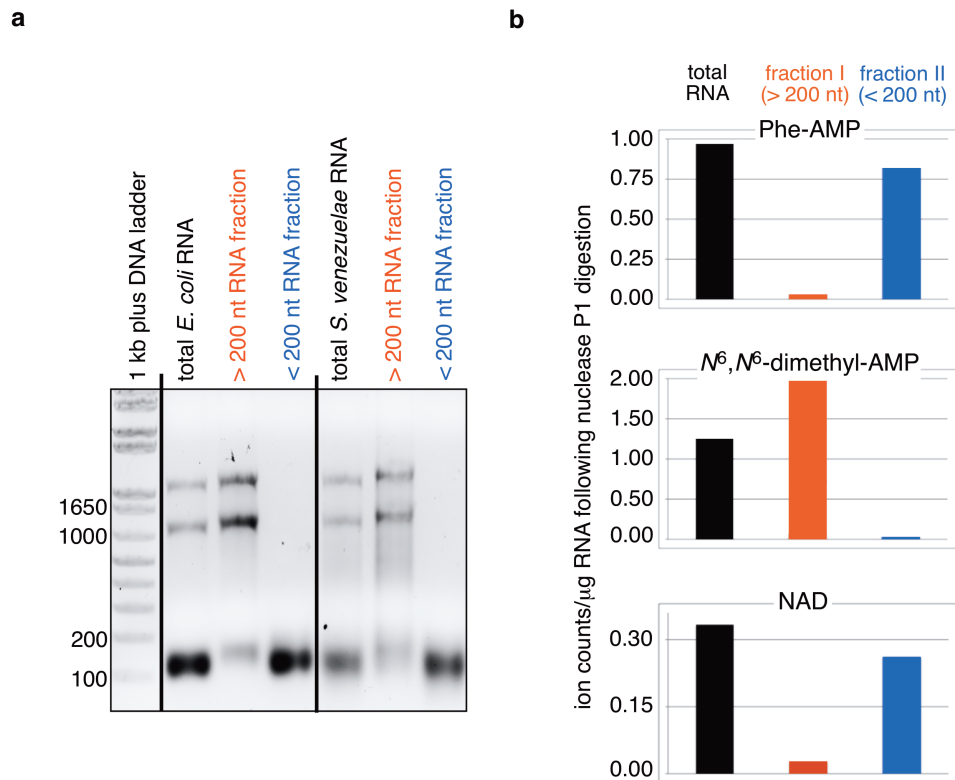 a
1 kb plus DNA ladder
total E. coli RNA
> 200 nt RNA fraction
< 200 nt RNA fraction
total S. venezuelae RNA
> 200 nt RNA fraction
< 200 nt RNA fraction
1650
1000
200
100
b
total
RNA
fraction I
(> 200 nt)
fraction II
(< 200 nt)
ion counts/μg RNA following nuclease P1 digestion
Phe-AMP
1.00
0.75
0.50
0.25
0.00
N⁶,N⁶-dimethyl-AMP
2.00
1.50
1.00
0.50
0.00
NAD
0.30
0.15
0.00